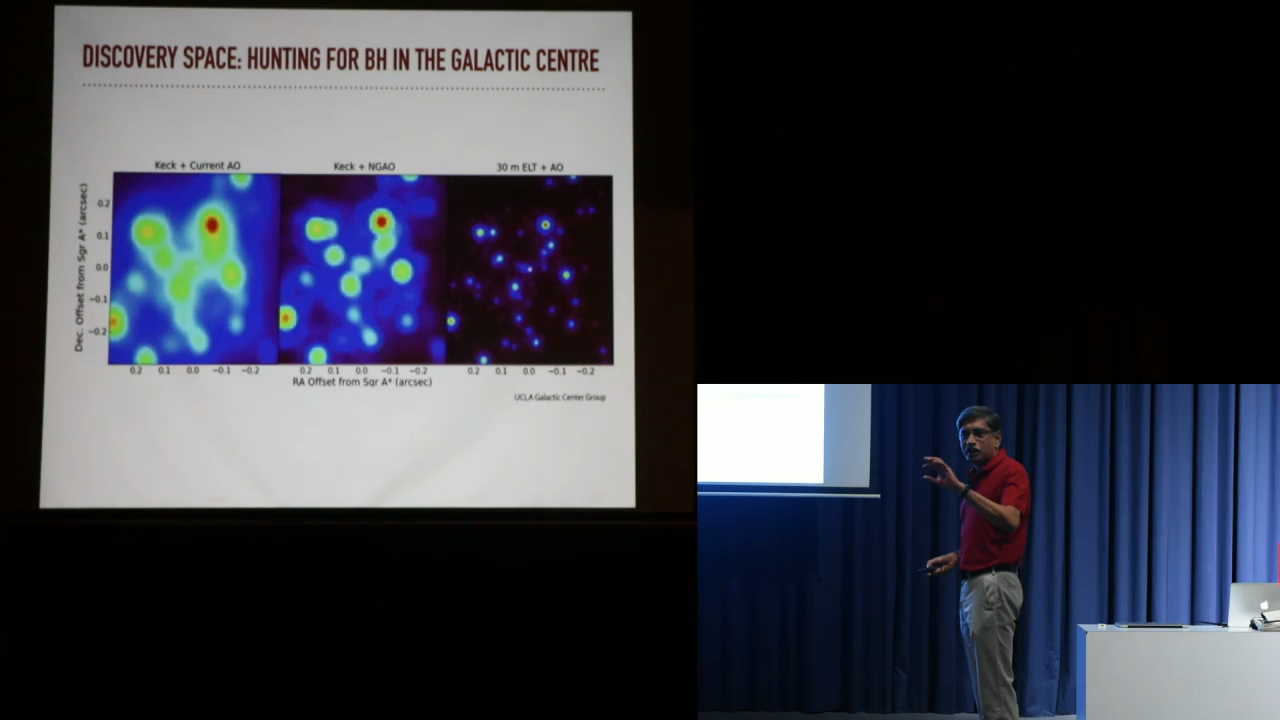 DISCOVERY SPACE: HUNTING FOR BH IN THE GALACTIC CENTRE
Keck + Current AO
Keck + NGAO
30 m ELT + AO
Dec. Offset from Sgr A* (arcsec)
0.2
0.1
0.0
−0.1
−0.2
0.2 0.1 0.0 −0.1 −0.2
0.2 0.1 0.0 −0.1 −0.2
0.2 0.1 0.0 −0.1 −0.2
RA Offset from Sgr A* (arcsec)
UCLA Galactic Center Group